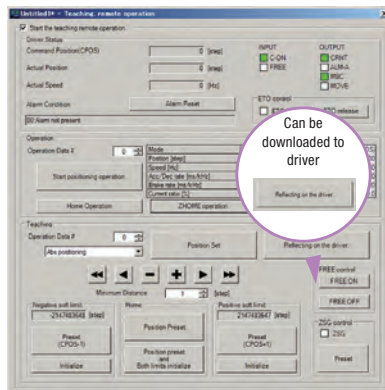 Untitled1* - Teaching, remote operation
Start the teaching remote operation.
Driver Status
Command Position(CPOS)
0 [step]
Actual Position
0 [step]
Actual Speed
0 [Hz]
Alarm Condition
Alarm Reset
00 Alarm not present
INPUT
C-ON
FREE
OUTPUT
CRNT
ALM-A
MOVE
ETO control
ETO release
Can be
downloaded to
driver
Reflecting on the driver.
Operation
Operation Data X
0
Start positioning operation
Home Operation
ZHOME operation
Mode
Position [step]
Speed [Hz]
Acc/Dec rate [ms/kHz]
Brake rate [ms/kHz]
Current ratio [%]
Teachins
Operation Data #
0
Abs positioning
Position Set
Reflecting on the driver.
Minimum Distance
1 [step]
Negative soft limit
-2147483648 [step]
Preset
(CPOS-1)
Initialize
Home
Position Preset
Position preset
and
Both limits initialize
Positive soft limit
2147483647 [step]
Preset
(CPOS+1)
Initialize
FREE control
FREE ON
FREE OFF
ZSG control
ZSG
Preset